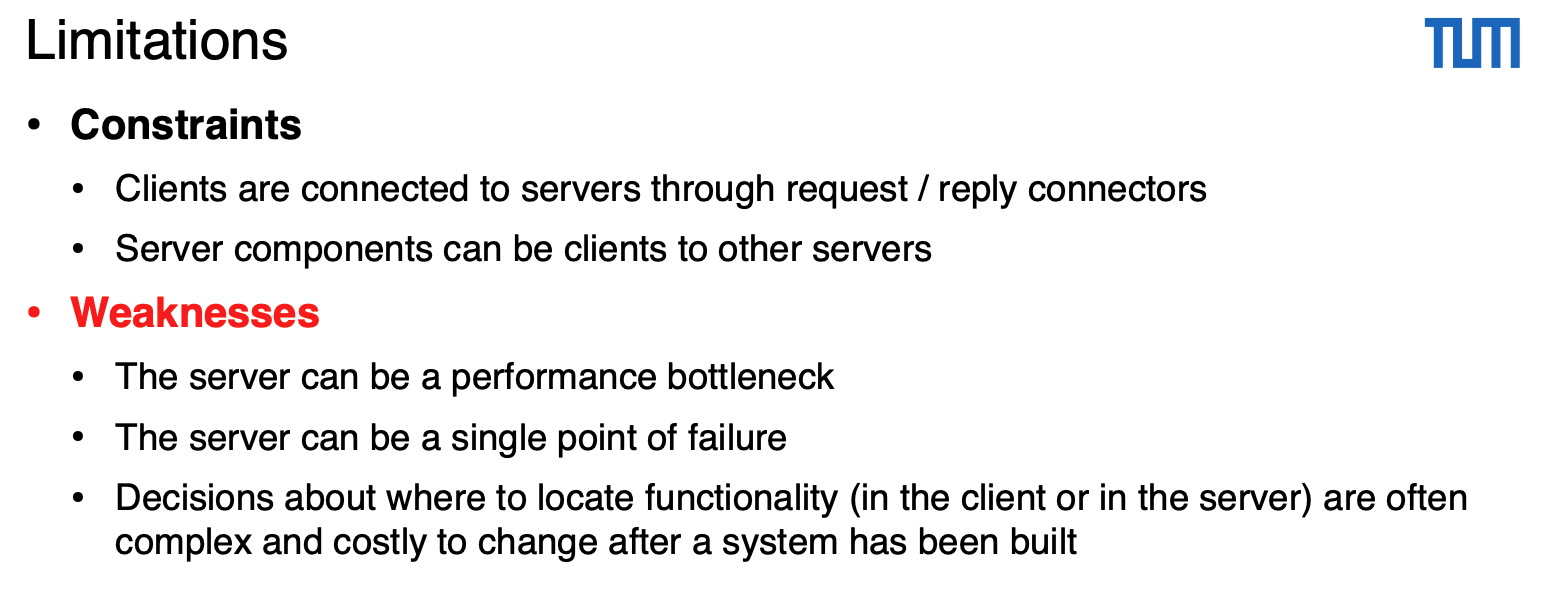 Limitations
TUM
• Constraints
• Clients are connected to servers through request / reply connectors
• Server components can be clients to other servers
• Weaknesses
• The server can be a performance bottleneck
• The server can be a single point of failure
• Decisions about where to locate functionality (in the client or in the server) are often
complex and costly to change after a system has been built